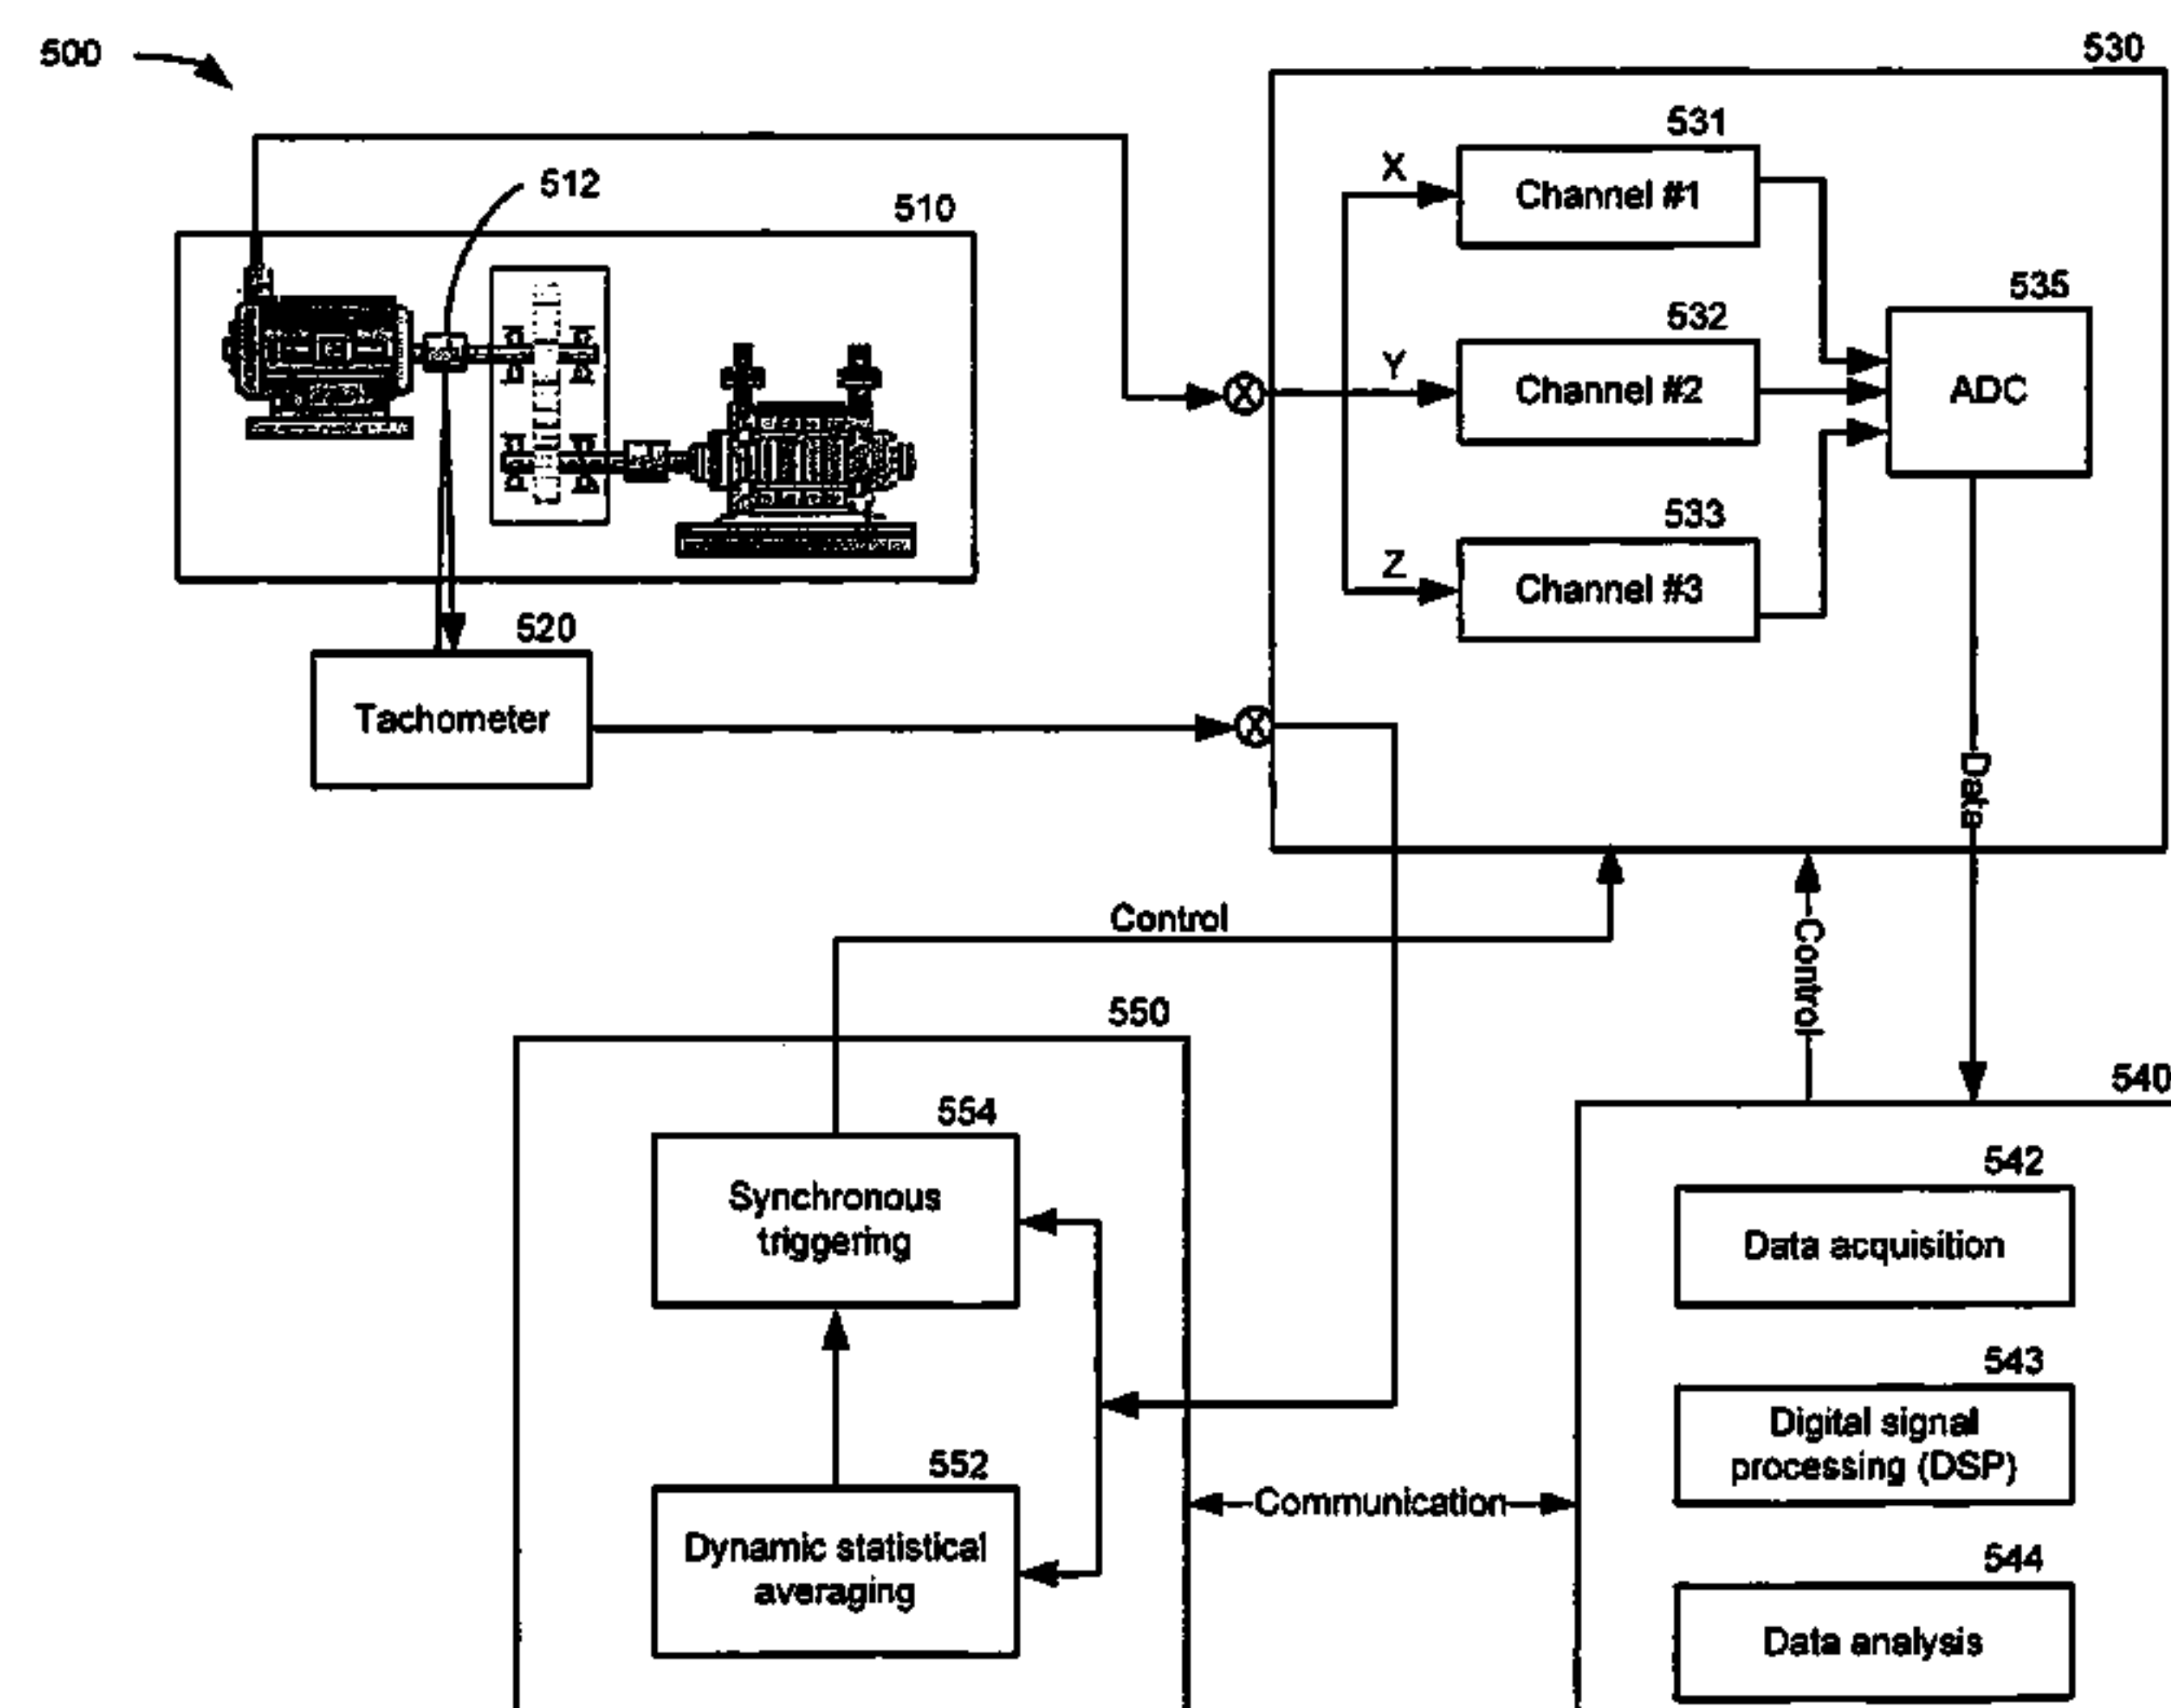 500
530
531
X
Channel #1
512
510
535
532
Y
Channel #2
ADC
533
Z
Channel #3
520
Tachometer
Data
Control
Control
550
540
554
542
Synchronous
triggering
Data acquisition
543
Digital signal
processing (DSP)
552
Communication
Dynamic statistical
averaging
544
Data analysis